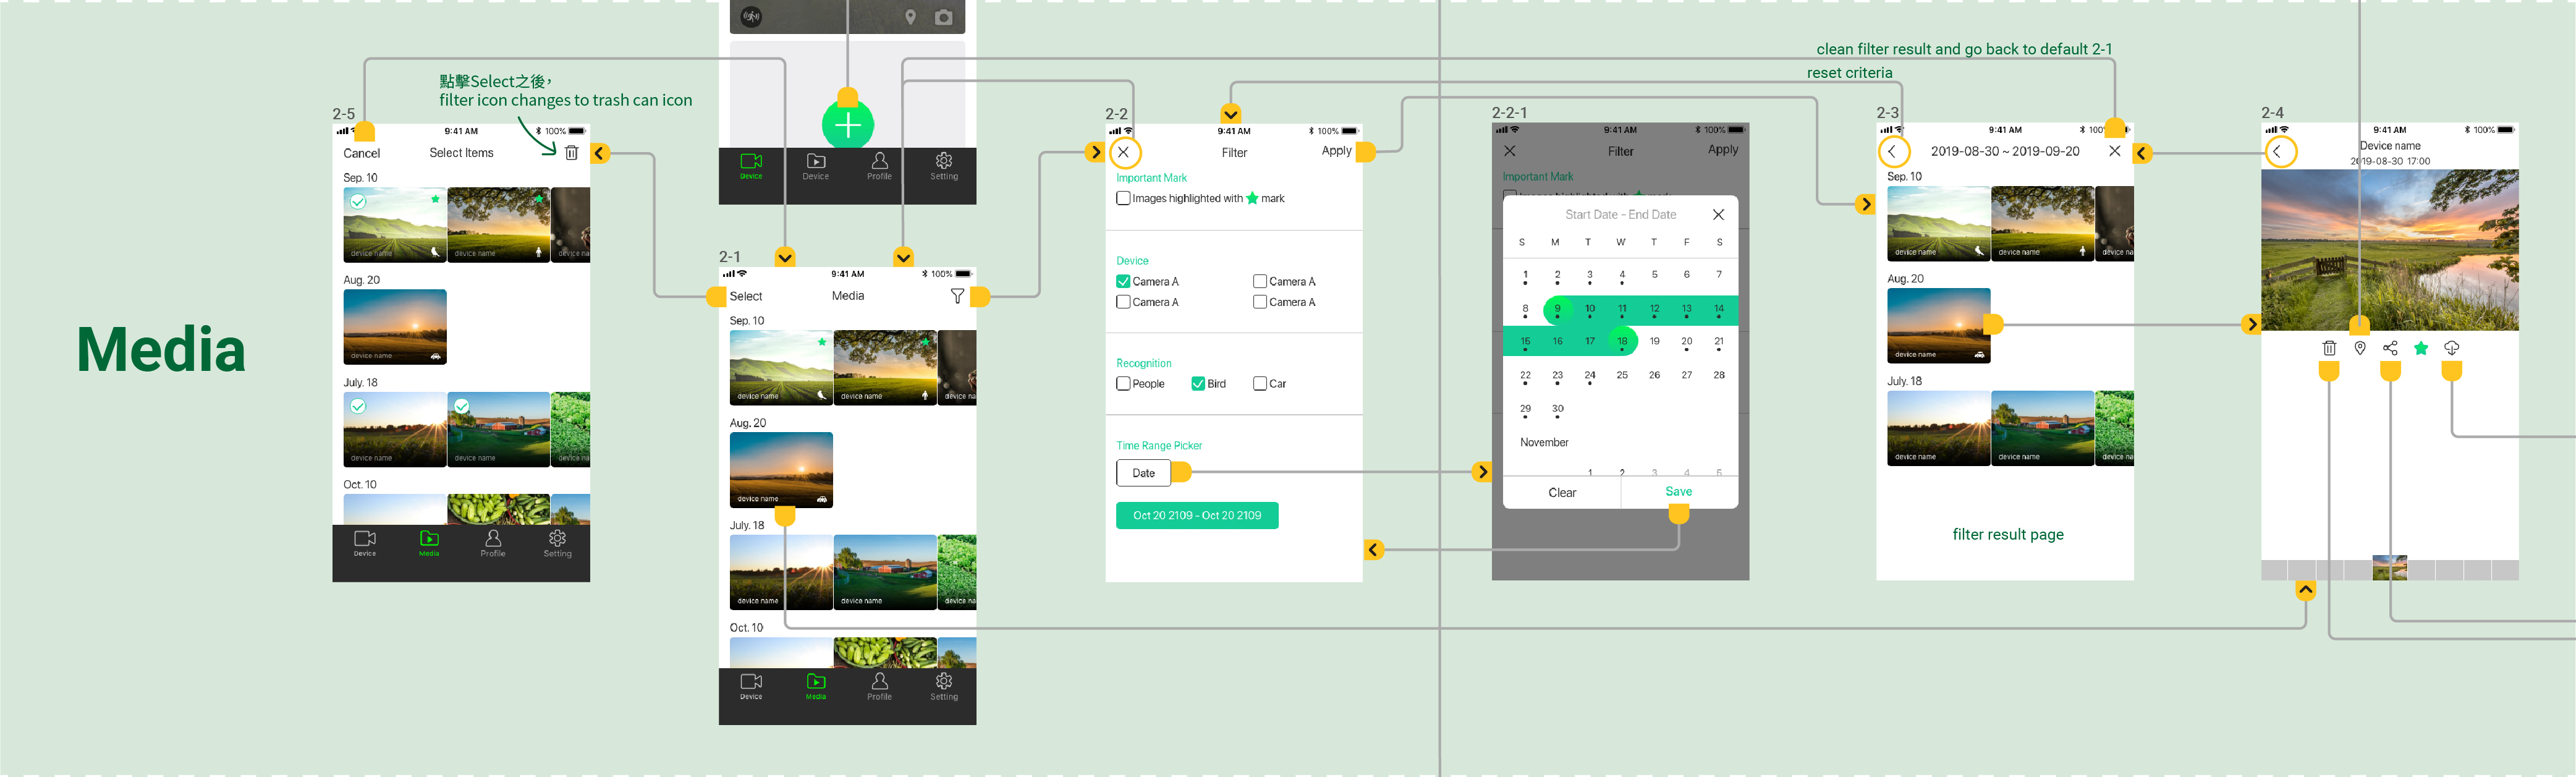 Media
2-5
點擊Select之後，
filter icon changes to trash can icon
9:41 AM
100%
Cancel
Select Items
Sep. 10
device name
device name
Aug. 20
device name
July. 18
device name
device name
device na
Oct. 10
Device
Media
Profile
Setting
Device
Device
Profile
Setting
2-1
9:41 AM
100%
Select
Media
Sep. 10
device name
device name
device na
Aug. 20
device name
July. 18
device name
device name
device na
Oct. 10
Device
Media
Profile
Setting
2-2
9:41 AM
100%
Filter
Apply
Important Mark
Images highlighted with ★ mark
Device
Camera A
Camera A
Camera A
Camera A
Recognition
People
Bird
Car
Time Range Picker
Date
Oct 20 2109 - Oct 20 2109
2-2-1
9:41 AM
100%
Filter
Apply
Important Mark
Start Date - End Date
S M T W T F S
1 2 3 4 5 6 7
8 9 10 11 12 13 14
15 16 17 18 19 20 21
22 23 24 25 26 27 28
29 30
November
1 2 3 4 5
Clear
Save
clean filter result and go back to default 2-1
reset criteria
2-3
9:41 AM
100
2019-08-30 ~ 2019-09-20
Sep. 10
device name
device name
device na
Aug. 20
device name
July. 18
device name
device name
device na
filter result page
2-4
9:41 AM
100%
Device name
2019-08-30 17:00